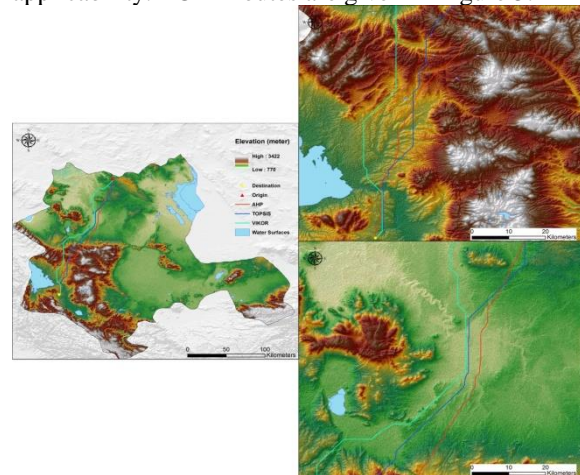 Elevation (meter)
High : 3422
Low : 775
Destination
Origin
AHP
TOPSIS
VIKOR
Water Surfaces
0 50 100
Kilometers
0 10 20
Kilometers
0 10 20
Kilometers